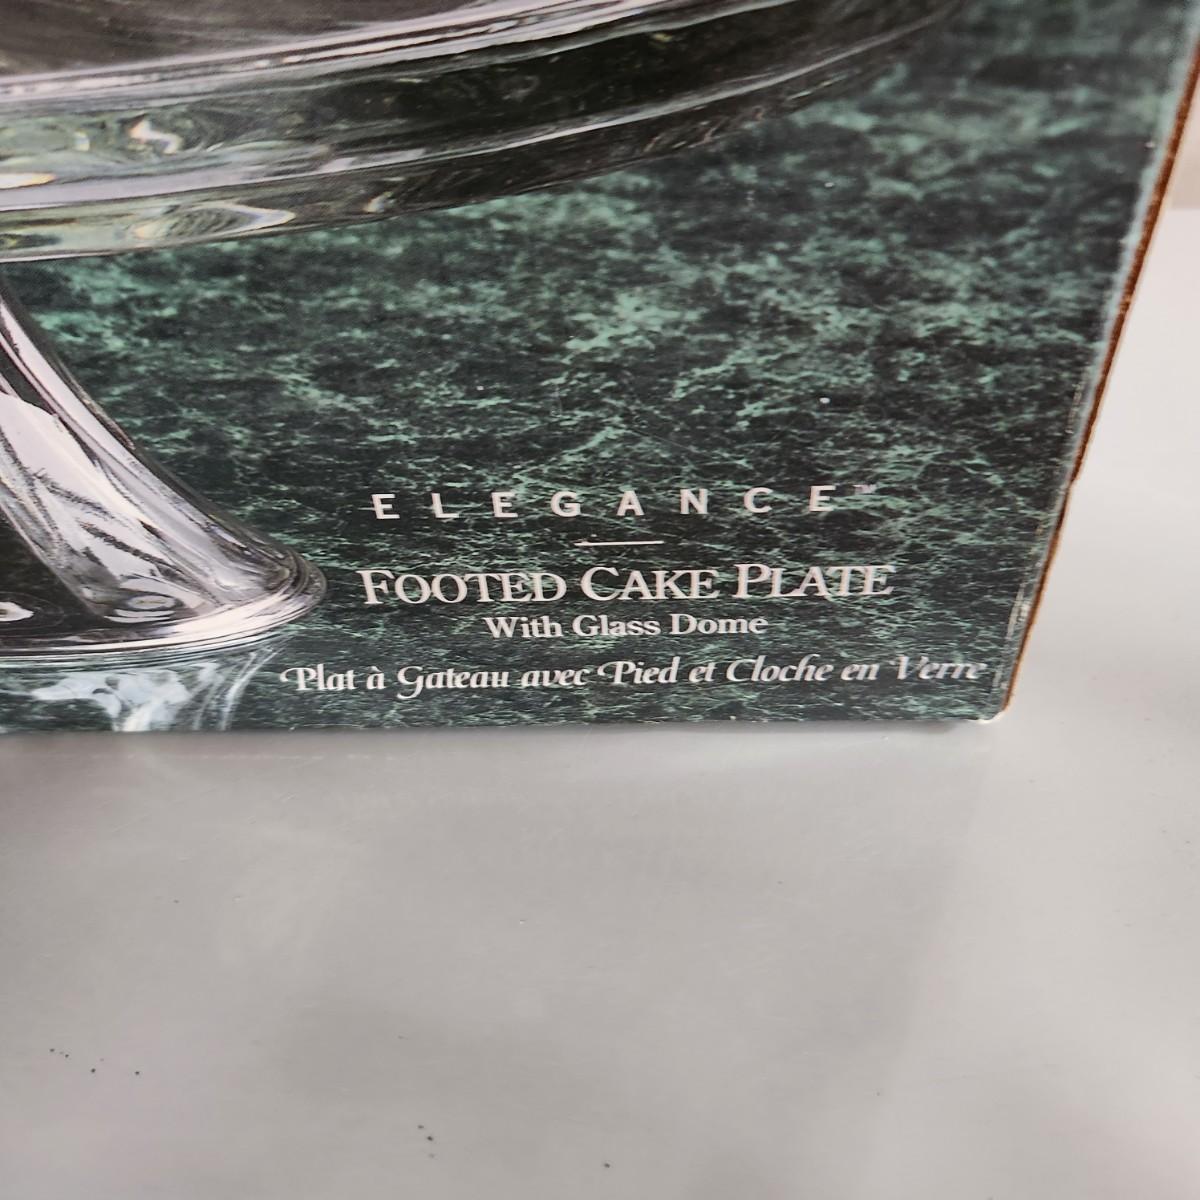 ELEGANCE™
FOOTED CAKE PLATE
With Glass Dome
Plat à Gateau avec Pied et Cloche en Verre